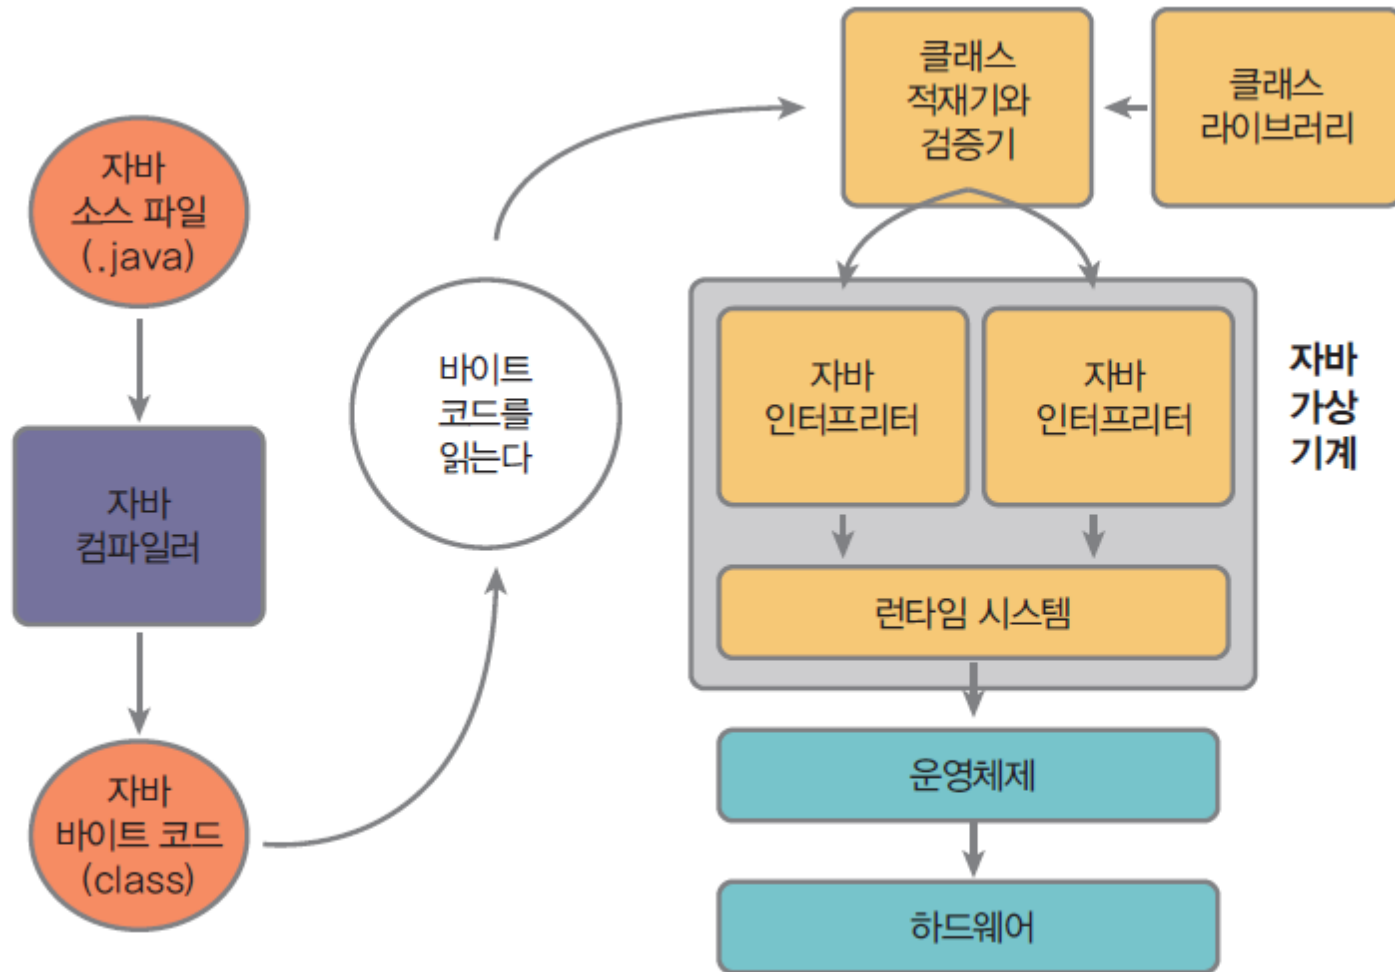 자바
소스 파일
(.java)
자바
컴파일러
자바
바이트 코드
(class)
바이트
코드를
읽는다
클래스
적재기와
검증기
클래스
라이브러리
자바
인터프리터
자바
인터프리터
자바
가상
기계
런타임 시스템
운영체제
하드웨어